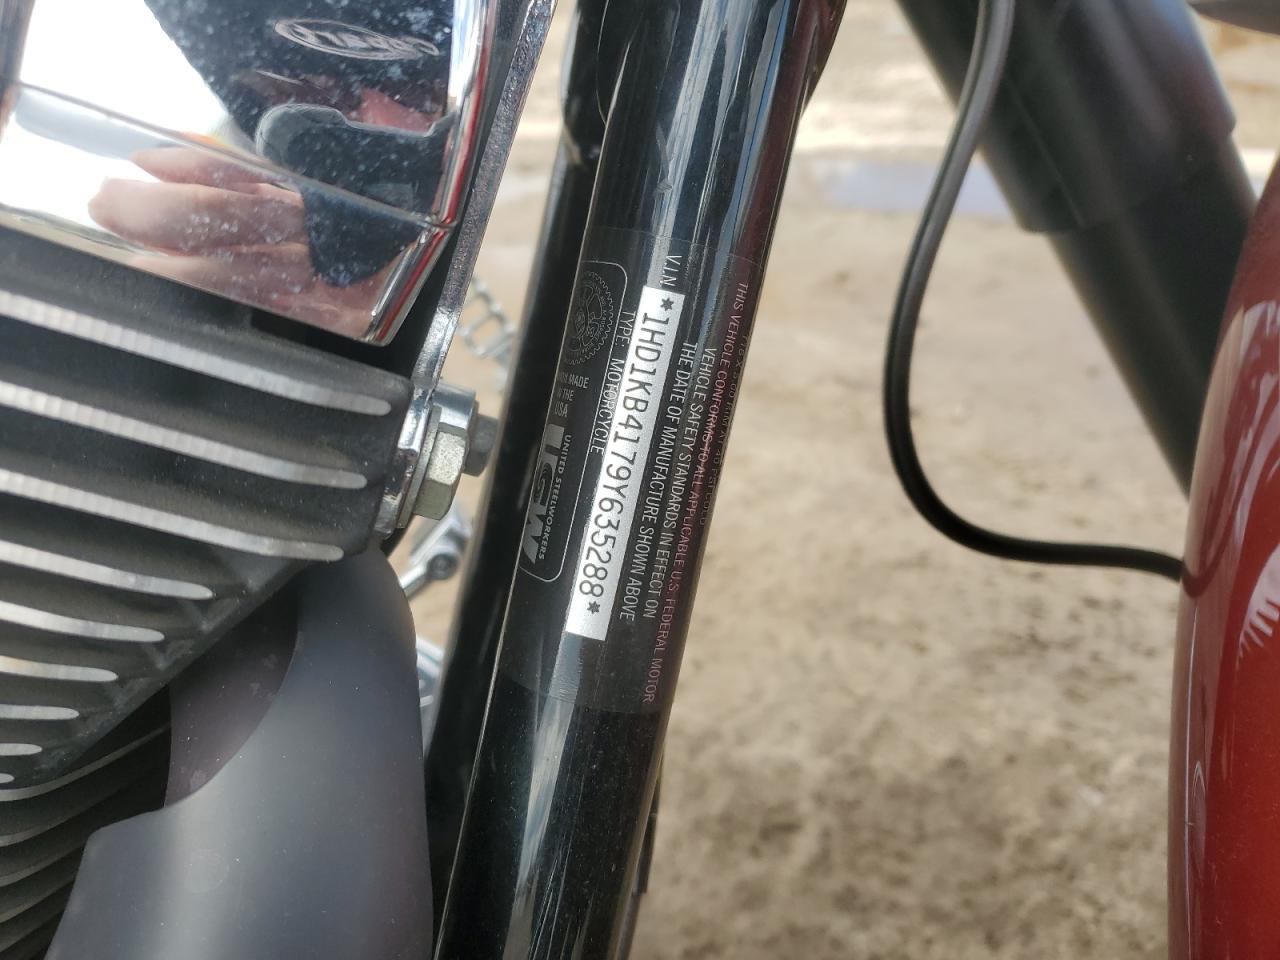 V.I.N.
*1HD1KB4179Y635288*
TYPE: MOTORCYCLE
THIS VEHICLE CONFORMS TO ALL APPLICABLE U.S. FEDERAL MOTOR
VEHICLE SAFETY STANDARDS IN EFFECT ON
THE DATE OF MANUFACTURE SHOWN ABOVE
MADE
IN THE
USA
UNITED STEELWORKERS
USW